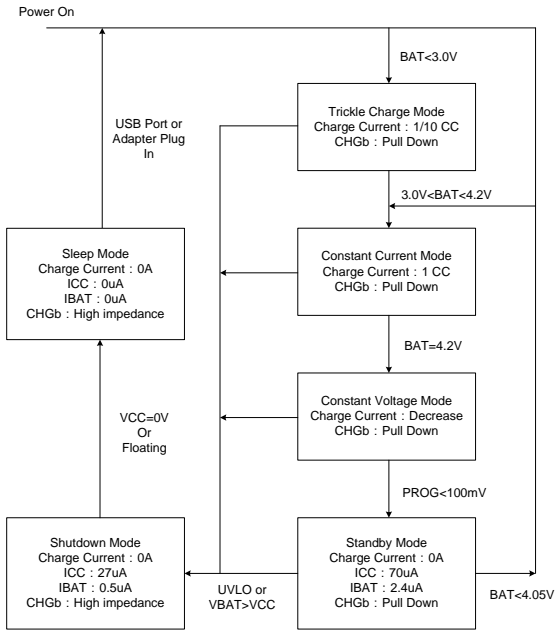 Power On
BAT<3.0V
Trickle Charge Mode
Charge Current : 1/10 CC
CHGb : Pull Down
USB Port or
Adapter Plug
In
3.0V<BAT<4.2V
Sleep Mode
Charge Current : 0A
ICC : 0uA
IBAT : 0uA
CHGb : High impedance
Constant Current Mode
Charge Current : 1 CC
CHGb : Pull Down
BAT=4.2V
Constant Voltage Mode
Charge Current : Decrease
CHGb : Pull Down
VCC=0V
Or
Floating
PROG<100mV
Shutdown Mode
Charge Current : 0A
ICC : 27uA
IBAT : 0.5uA
CHGb : High impedance
UVLO or
VBAT>VCC
Standby Mode
Charge Current : 0A
ICC : 70uA
IBAT : 2.4uA
CHGb : Pull Down
BAT<4.05V